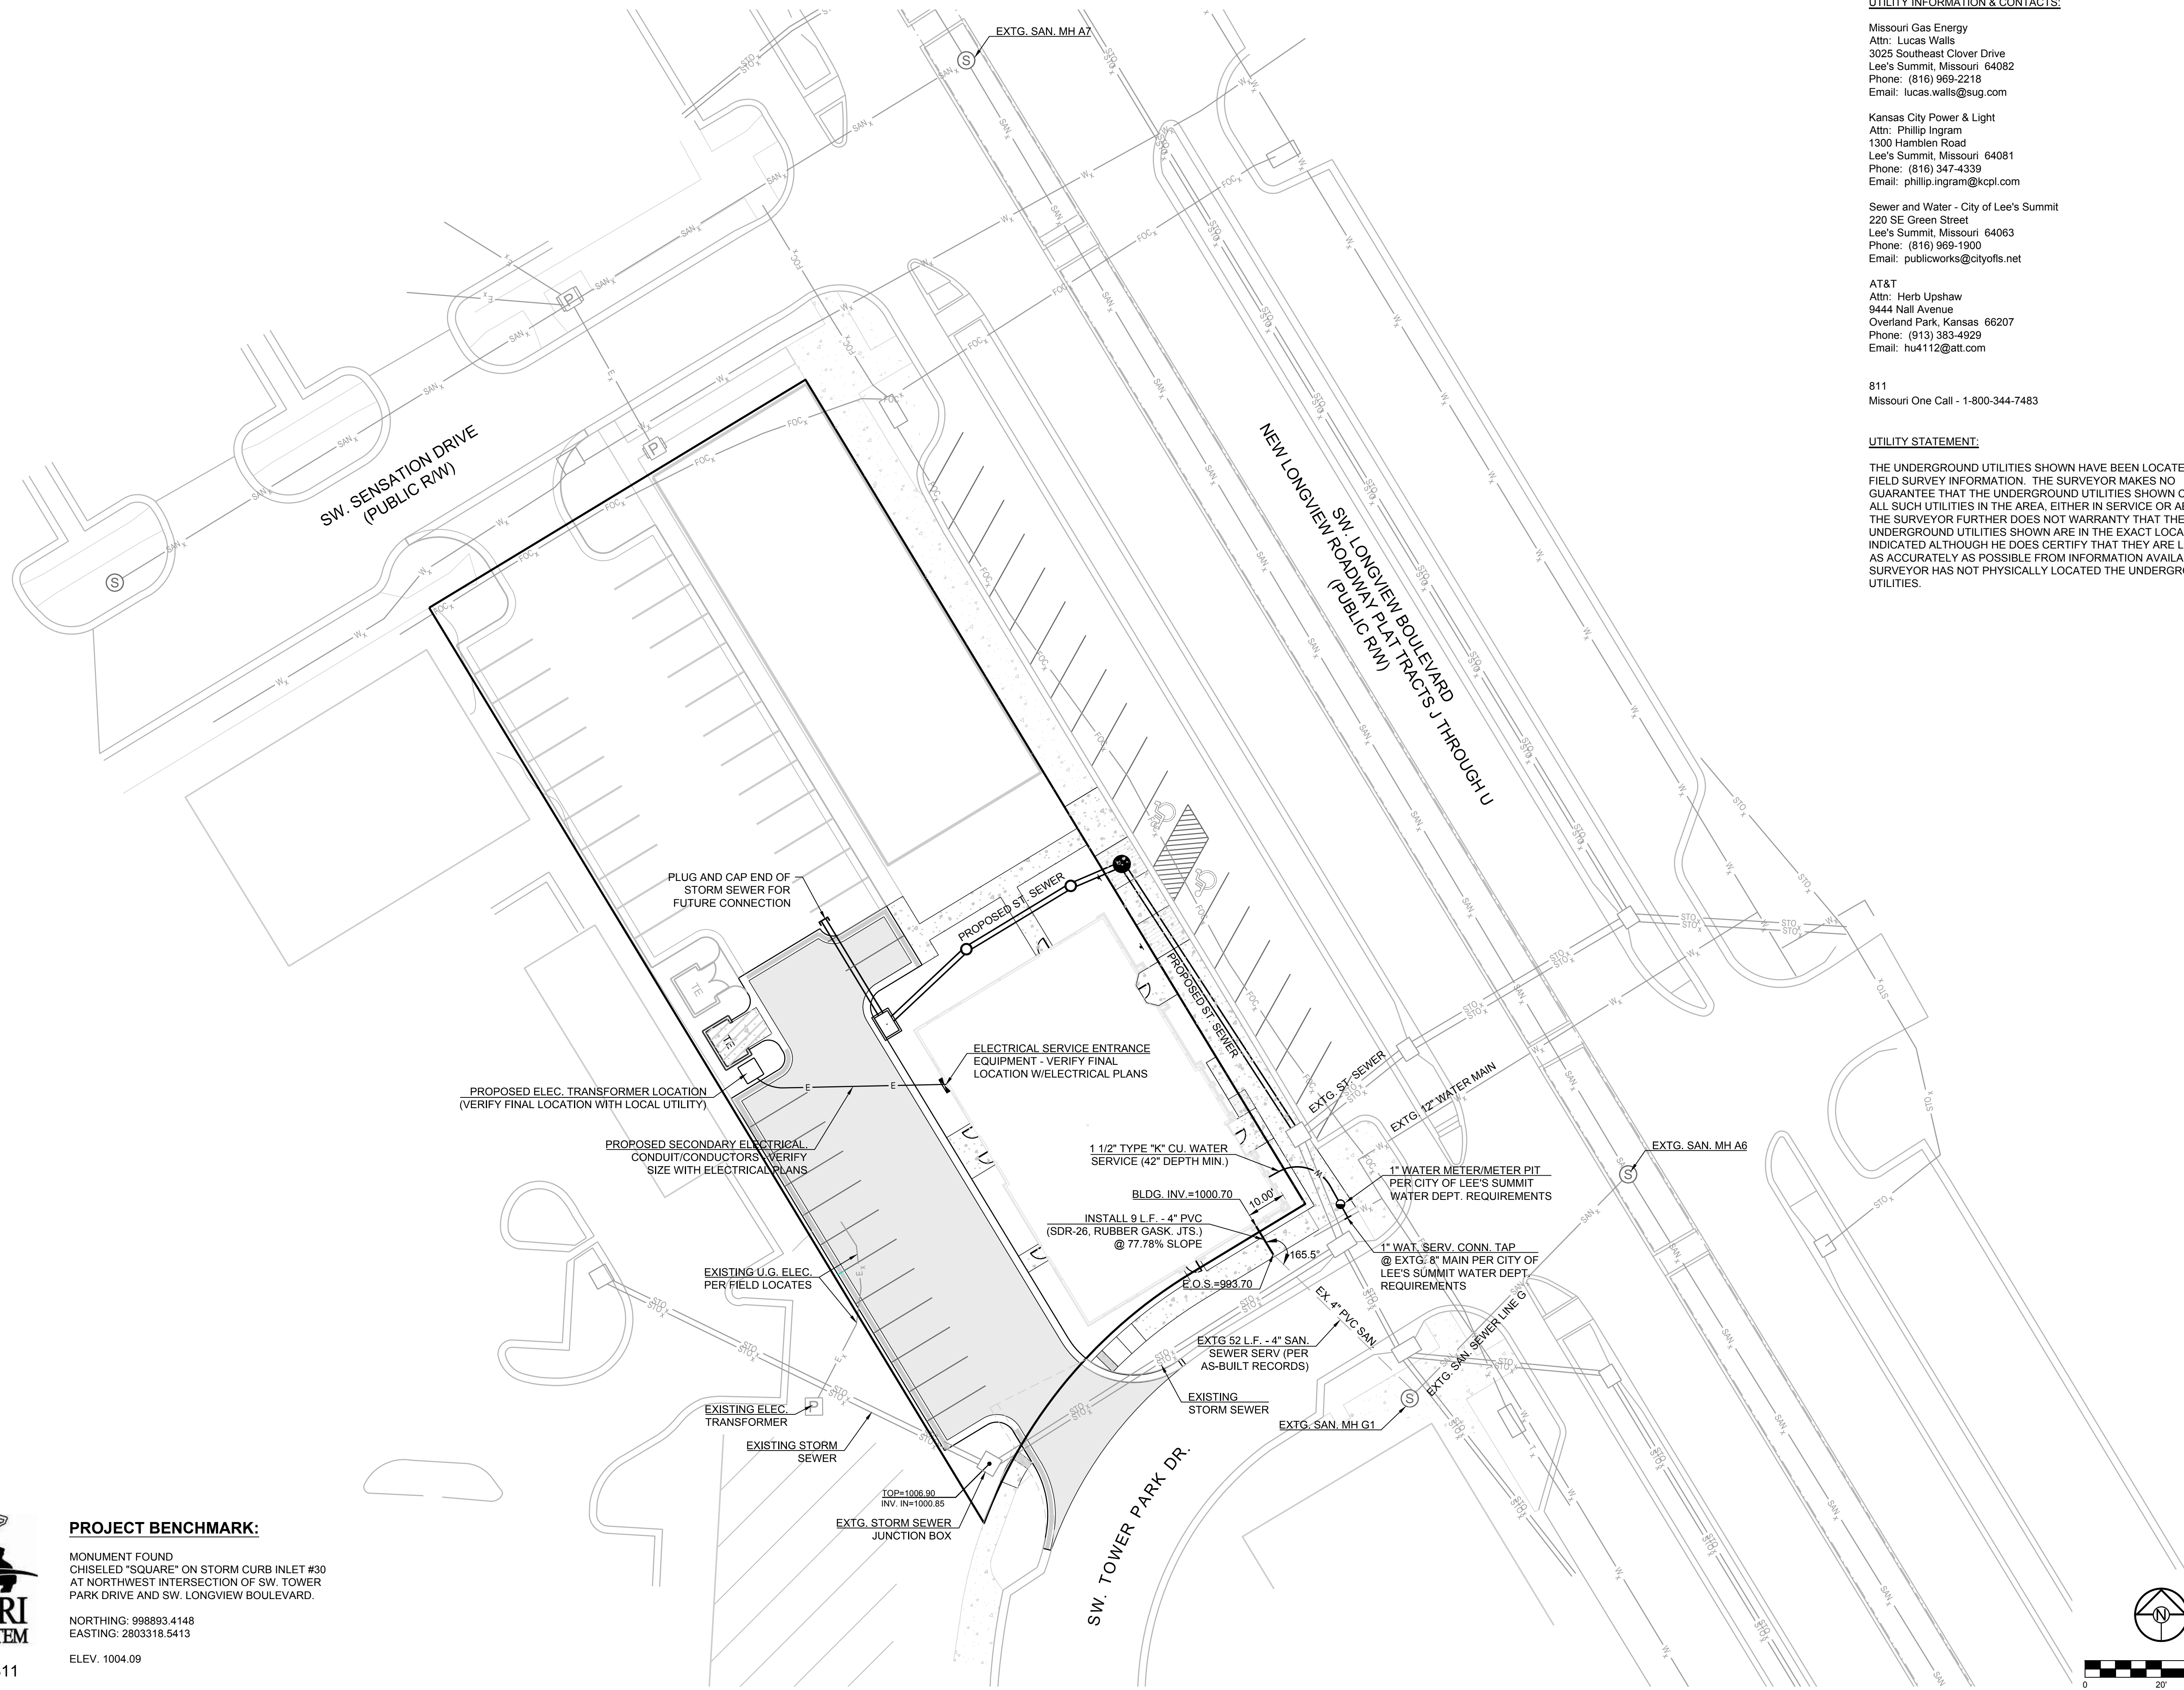 UTILITY INFORMATION & CONTACTS:
Missouri Gas Energy
Attn: Lucas Walls
3025 Southeast Clover Drive
Lee's Summit, Missouri 64082
Phone: (816) 969-2218
Email: lucas.walls@sug.com
Kansas City Power & Light
Attn: Phillip Ingram
1300 Hamblen Road
Lee's Summit, Missouri 64081
Phone: (816) 347-4339
Email: phillip.ingram@kcpl.com
Sewer and Water - City of Lee's Summit
220 SE Green Street
Lee's Summit, Missouri 64063
Phone: (816) 969-1900
Email: publicworks@cityofls.net
AT&T
Attn: Herb Upshaw
9444 Nall Avenue
Overland Park, Kansas 66207
Phone: (913) 383-4929
Email: hu4112@att.com
811
Missouri One Call - 1-800-344-7483
UTILITY STATEMENT:
THE UNDERGROUND UTILITIES SHOWN HAVE BEEN LOCATE
FIELD SURVEY INFORMATION. THE SURVEYOR MAKES NO
GUARANTEE THAT THE UNDERGROUND UTILITIES SHOWN
ALL SUCH UTILITIES IN THE AREA, EITHER IN SERVICE OR
THE SURVEYOR FURTHER DOES NOT WARRANTY THAT THE
UNDERGROUND UTILITIES SHOWN ARE IN THE EXACT LOCA
INDICATED ALTHOUGH HE DOES CERTIFY THAT THEY ARE
AS ACCURATELY AS POSSIBLE FROM INFORMATION AVAILA
SURVEYOR HAS NOT PHYSICALLY LOCATED THE UNDERGR
UTILITIES.
EXTG. SAN. MH A7
SW. SENSATION DRIVE
(PUBLIC R/W)
SW. LONGVIEW BOULEVARD
NEW LONGVIEW ROADWAY PLAT TRACTS J THROUGH U
(PUBLIC R/W)
PLUG AND CAP END OF
STORM SEWER FOR
FUTURE CONNECTION
PROPOSED ST. SEWER
PROPOSED ST. SEWER
TE
TE
ELECTRICAL SERVICE ENTRANCE
EQUIPMENT - VERIFY FINAL
LOCATION W/ELECTRICAL PLANS
PROPOSED ELEC. TRANSFORMER LOCATION
(VERIFY FINAL LOCATION WITH LOCAL UTILITY)
PROPOSED SECONDARY ELECTRICAL.
CONDUIT/CONDUCTORS - VERIFY
SIZE WITH ELECTRICAL PLANS
EXTG. ST. SEWER
EXTG. 12" WATER MAIN
1 1/2" TYPE "K" CU. WATER
SERVICE (42" DEPTH MIN.)
BLDG. INV.=1000.70
10.00'
INSTALL 9 L.F. - 4" PVC
(SDR-26, RUBBER GASK. JTS.)
@ 77.78% SLOPE
165.5°
E.O.S.=993.70
1" WATER METER/METER PIT
PER CITY OF LEE'S SUMMIT
WATER DEPT. REQUIREMENTS
1" WAT. SERV. CONN. TAP
@ EXTG. 8" MAIN PER CITY OF
LEE'S SUMMIT WATER DEPT.
REQUIREMENTS
EXTG. SAN. MH A6
EXISTING U.G. ELEC.
PER FIELD LOCATES
EX. 4" PVC SAN.
EXTG 52 L.F. - 4" SAN.
SEWER SERV (PER
AS-BUILT RECORDS)
EXTG. SAN. SEWER LINE G
EXISTING
STORM SEWER
EXTG. SAN. MH G1
EXISTING ELEC.
TRANSFORMER
EXISTING STORM
SEWER
TOP=1006.90
INV. IN=1000.85
EXTG. STORM SEWER
JUNCTION BOX
SW. TOWER PARK DR.
PROJECT BENCHMARK:
MONUMENT FOUND
CHISELED "SQUARE" ON STORM CURB INLET #30
AT NORTHWEST INTERSECTION OF SW. TOWER
PARK DRIVE AND SW. LONGVIEW BOULEVARD.
NORTHING: 998893.4148
EASTING: 2803318.5413
ELEV. 1004.09
N
0 20'